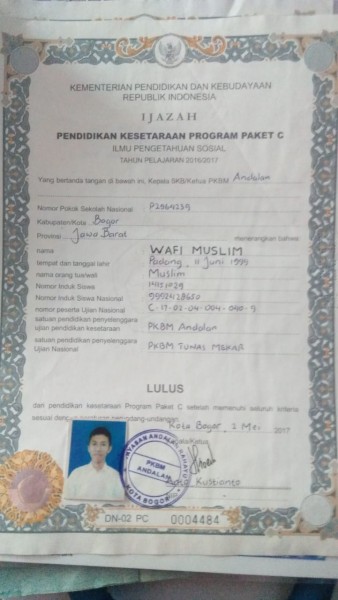 KEMENTERIAN PENDIDIKAN DAN KEBUDAYAAN
REPUBLIK INDONESIA
IJAZAH
PENDIDIKAN KESETARAAN PROGRAM PAKET C
ILMU PENGETAHUAN SOSIAL
TAHUN PELAJARAN 2016/2017
Yang bertanda tangan di bawah ini, Kepala SKB/Ketua PKBM Andalan
Nomor Pokok Sekolah Nasional P2964239
Kabupaten/Kota Bogor
Provinsi Jawa Barat menerangkan bahwa:
nama WAFI MUSLIM
tempat dan tanggal lahir Padang, 11 Juni 1999
nama orang tua/wali Muslim
Nomor Induk Siswa
Nomor Induk Siswa Nasional
nomor peserta Ujian Nasional C-17-02-04-004-040-9
satuan pendidikan penyelenggara PKBM Andalan
ujian pendidikan kesetaraan
satuan pendidikan penyelenggara PKBM TUNAS MEKAR
Ujian Nasional
LULUS
dari pendidikan kesetaraan Program Paket C setelah memenuhi seluruh kriteria
sesuai dengan perundang-undangan
Kota Bogor, 2 Mei 2017
Ketua,
YAYASAN ANDALAN
PKBM
ANDALAN
KOTA BOGOR
Kustianto
DN-02 PC 0004484